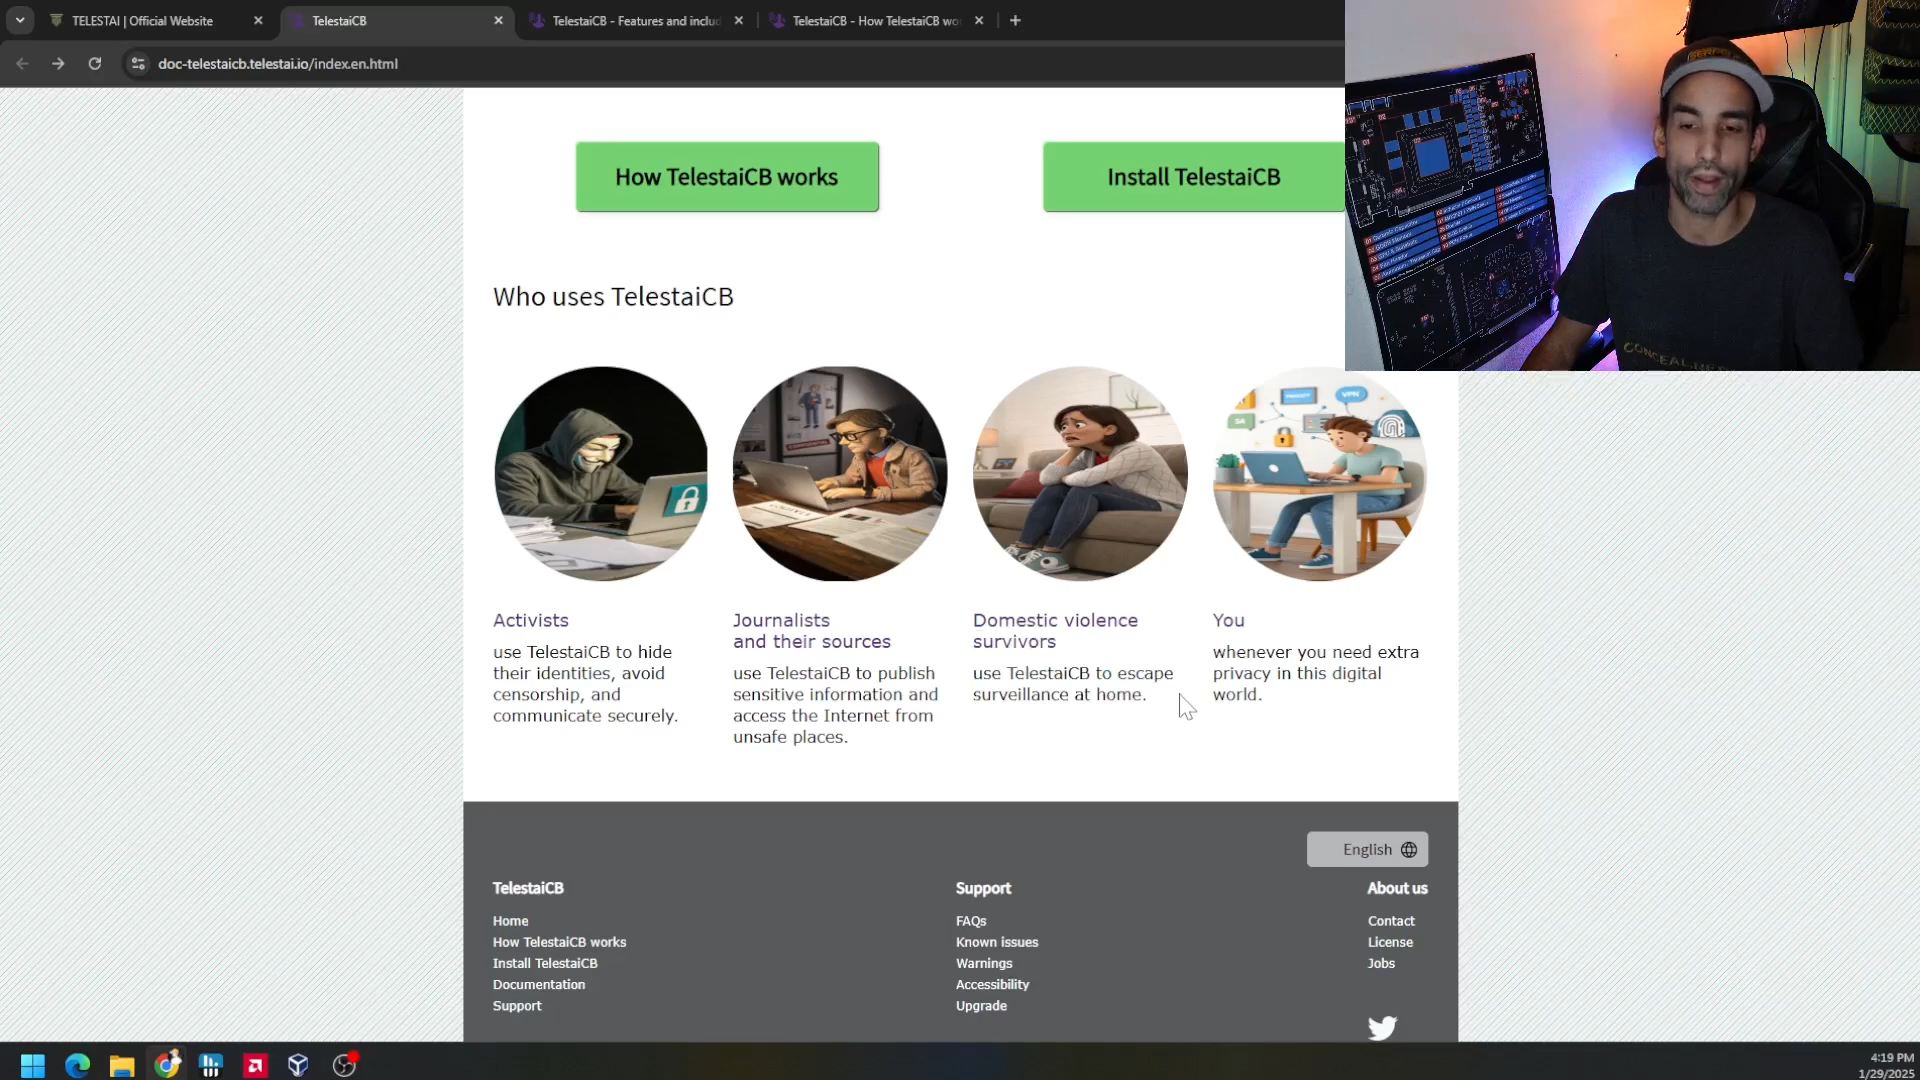 TELESTAI | Official Website
TelestaiCB
TelestaiCB - Features and includ
TelestaiCB - How TelestaiCB wo
doc-telestaicb.telestai.io/index.en.html
How TelestaiCB works
Install TelestaiCB
Who uses TelestaiCB
VPN
Activists
use TelestaiCB to hide
their identities, avoid
censorship, and
communicate securely.
Journalists
and their sources
use TelestaiCB to publish
sensitive information and
access the Internet from
unsafe places.
Domestic violence
survivors
use TelestaiCB to escape
surveillance at home.
You
whenever you need extra
privacy in this digital
world.
English
TelestaiCB
Home
How TelestaiCB works
Install TelestaiCB
Documentation
Support
Support
FAQs
Known issues
Warnings
Accessibility
Upgrade
About us
Contact
License
Jobs
4:19 PM
1/29/2025